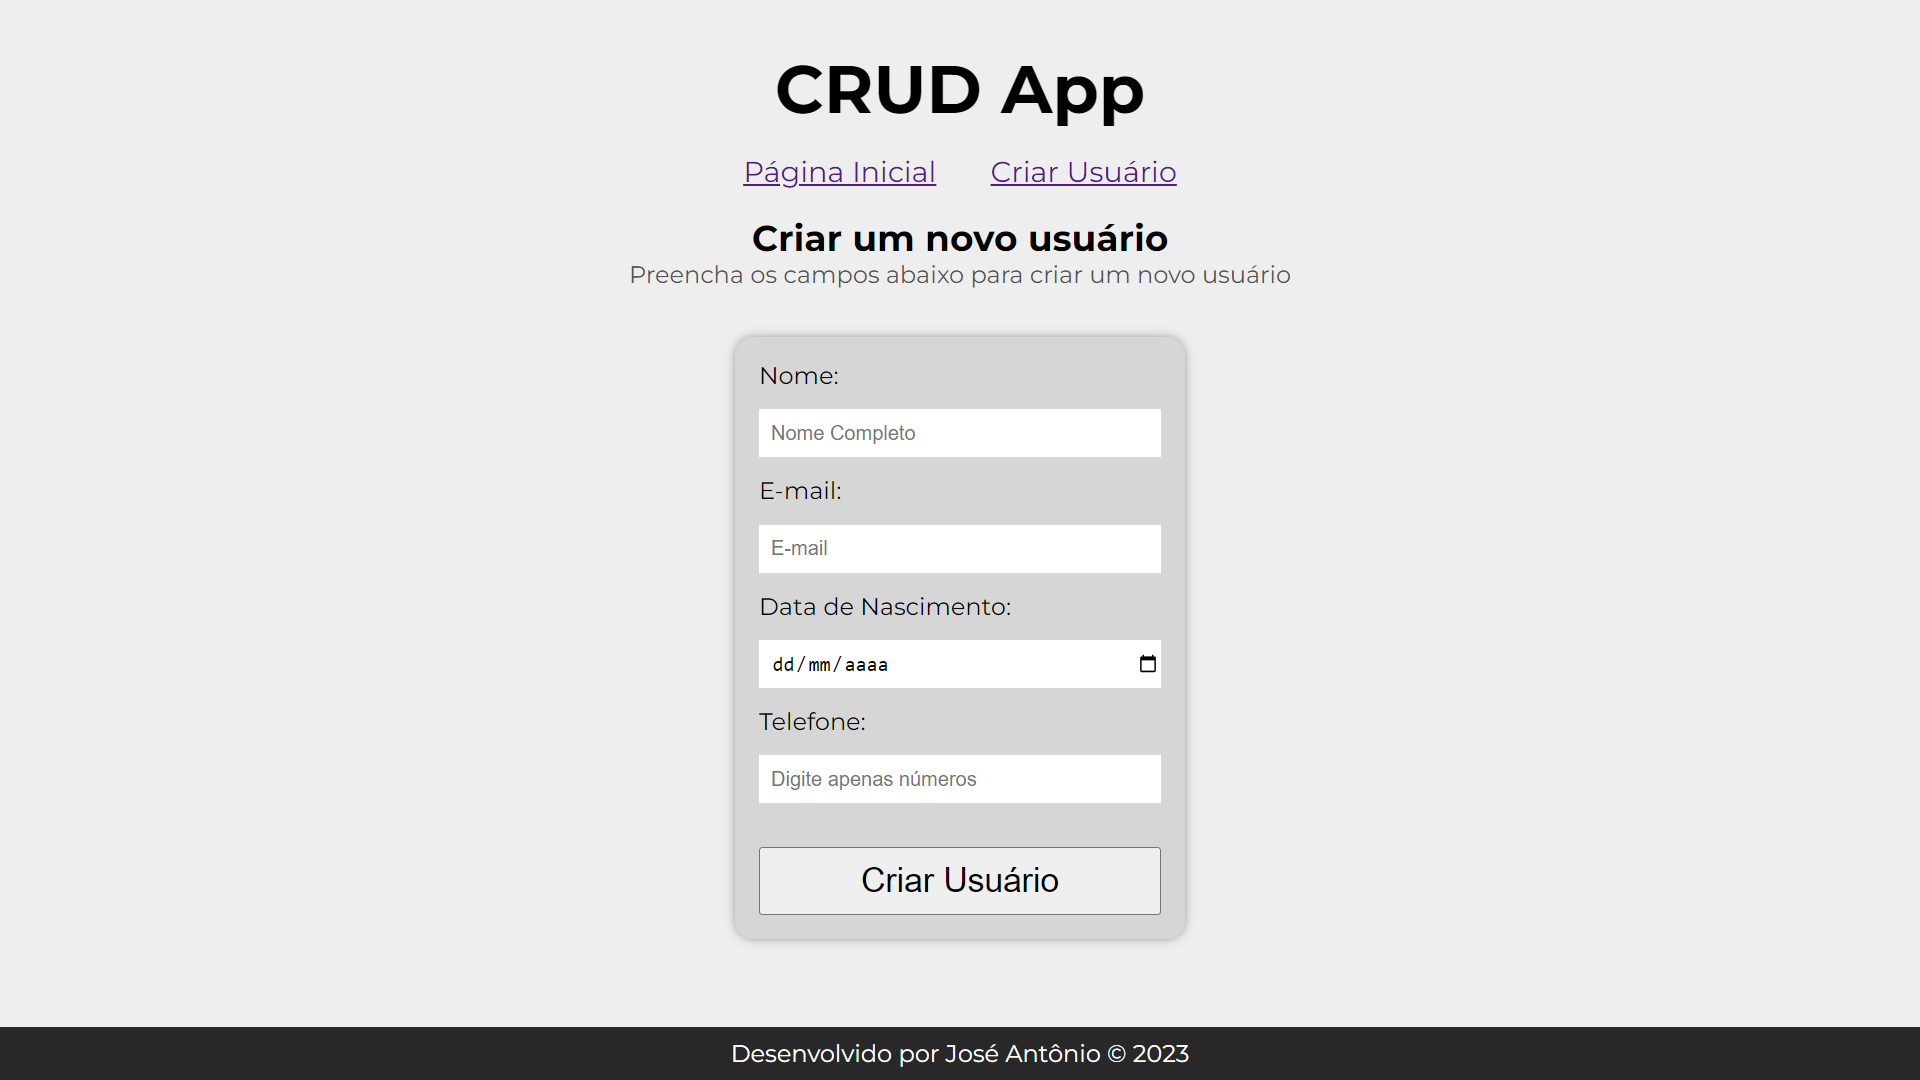 CRUD App
Página Inicial Criar Usuário
Criar um novo usuário
Preencha os campos abaixo para criar um novo usuário
Nome:
Nome Completo
E-mail:
E-mail
Data de Nascimento:
dd/mm/aaaa
Telefone:
Digite apenas números
Criar Usuário
Desenvolvido por José Antônio © 2023